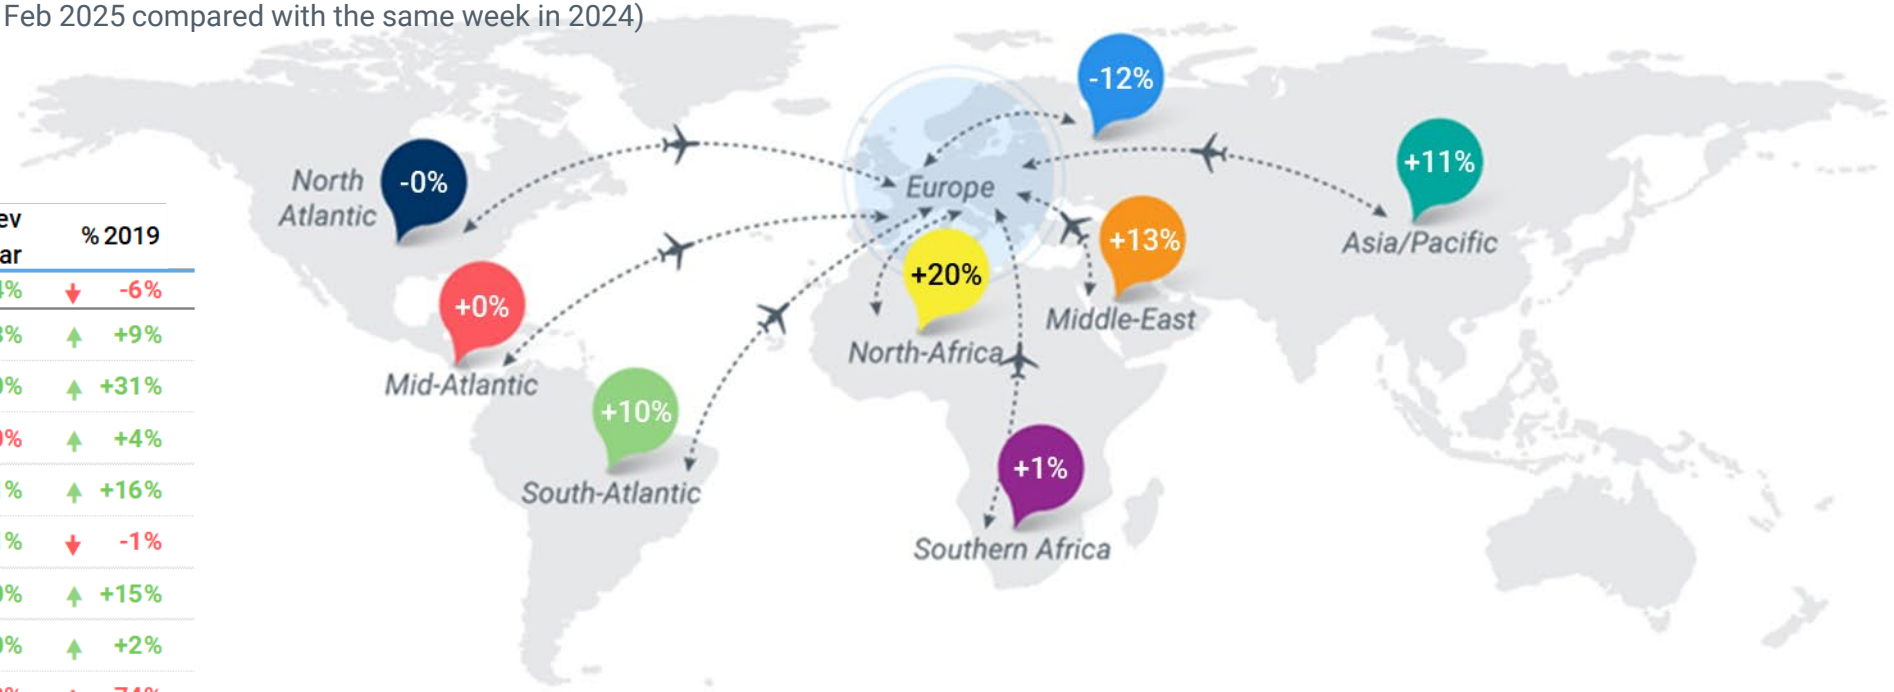 Feb 2025 compared with the same week in 2024)
% 2019
-6%
+9%
+31%
+4%
+16%
-1%
+15%
+2%
-12%
+11%
North
Atlantic
-0%
Europe
Asia/Pacific
+13%
+20%
+0%
Middle-East
North-Africa
Mid-Atlantic
+10%
+1%
South-Atlantic
Southern Africa